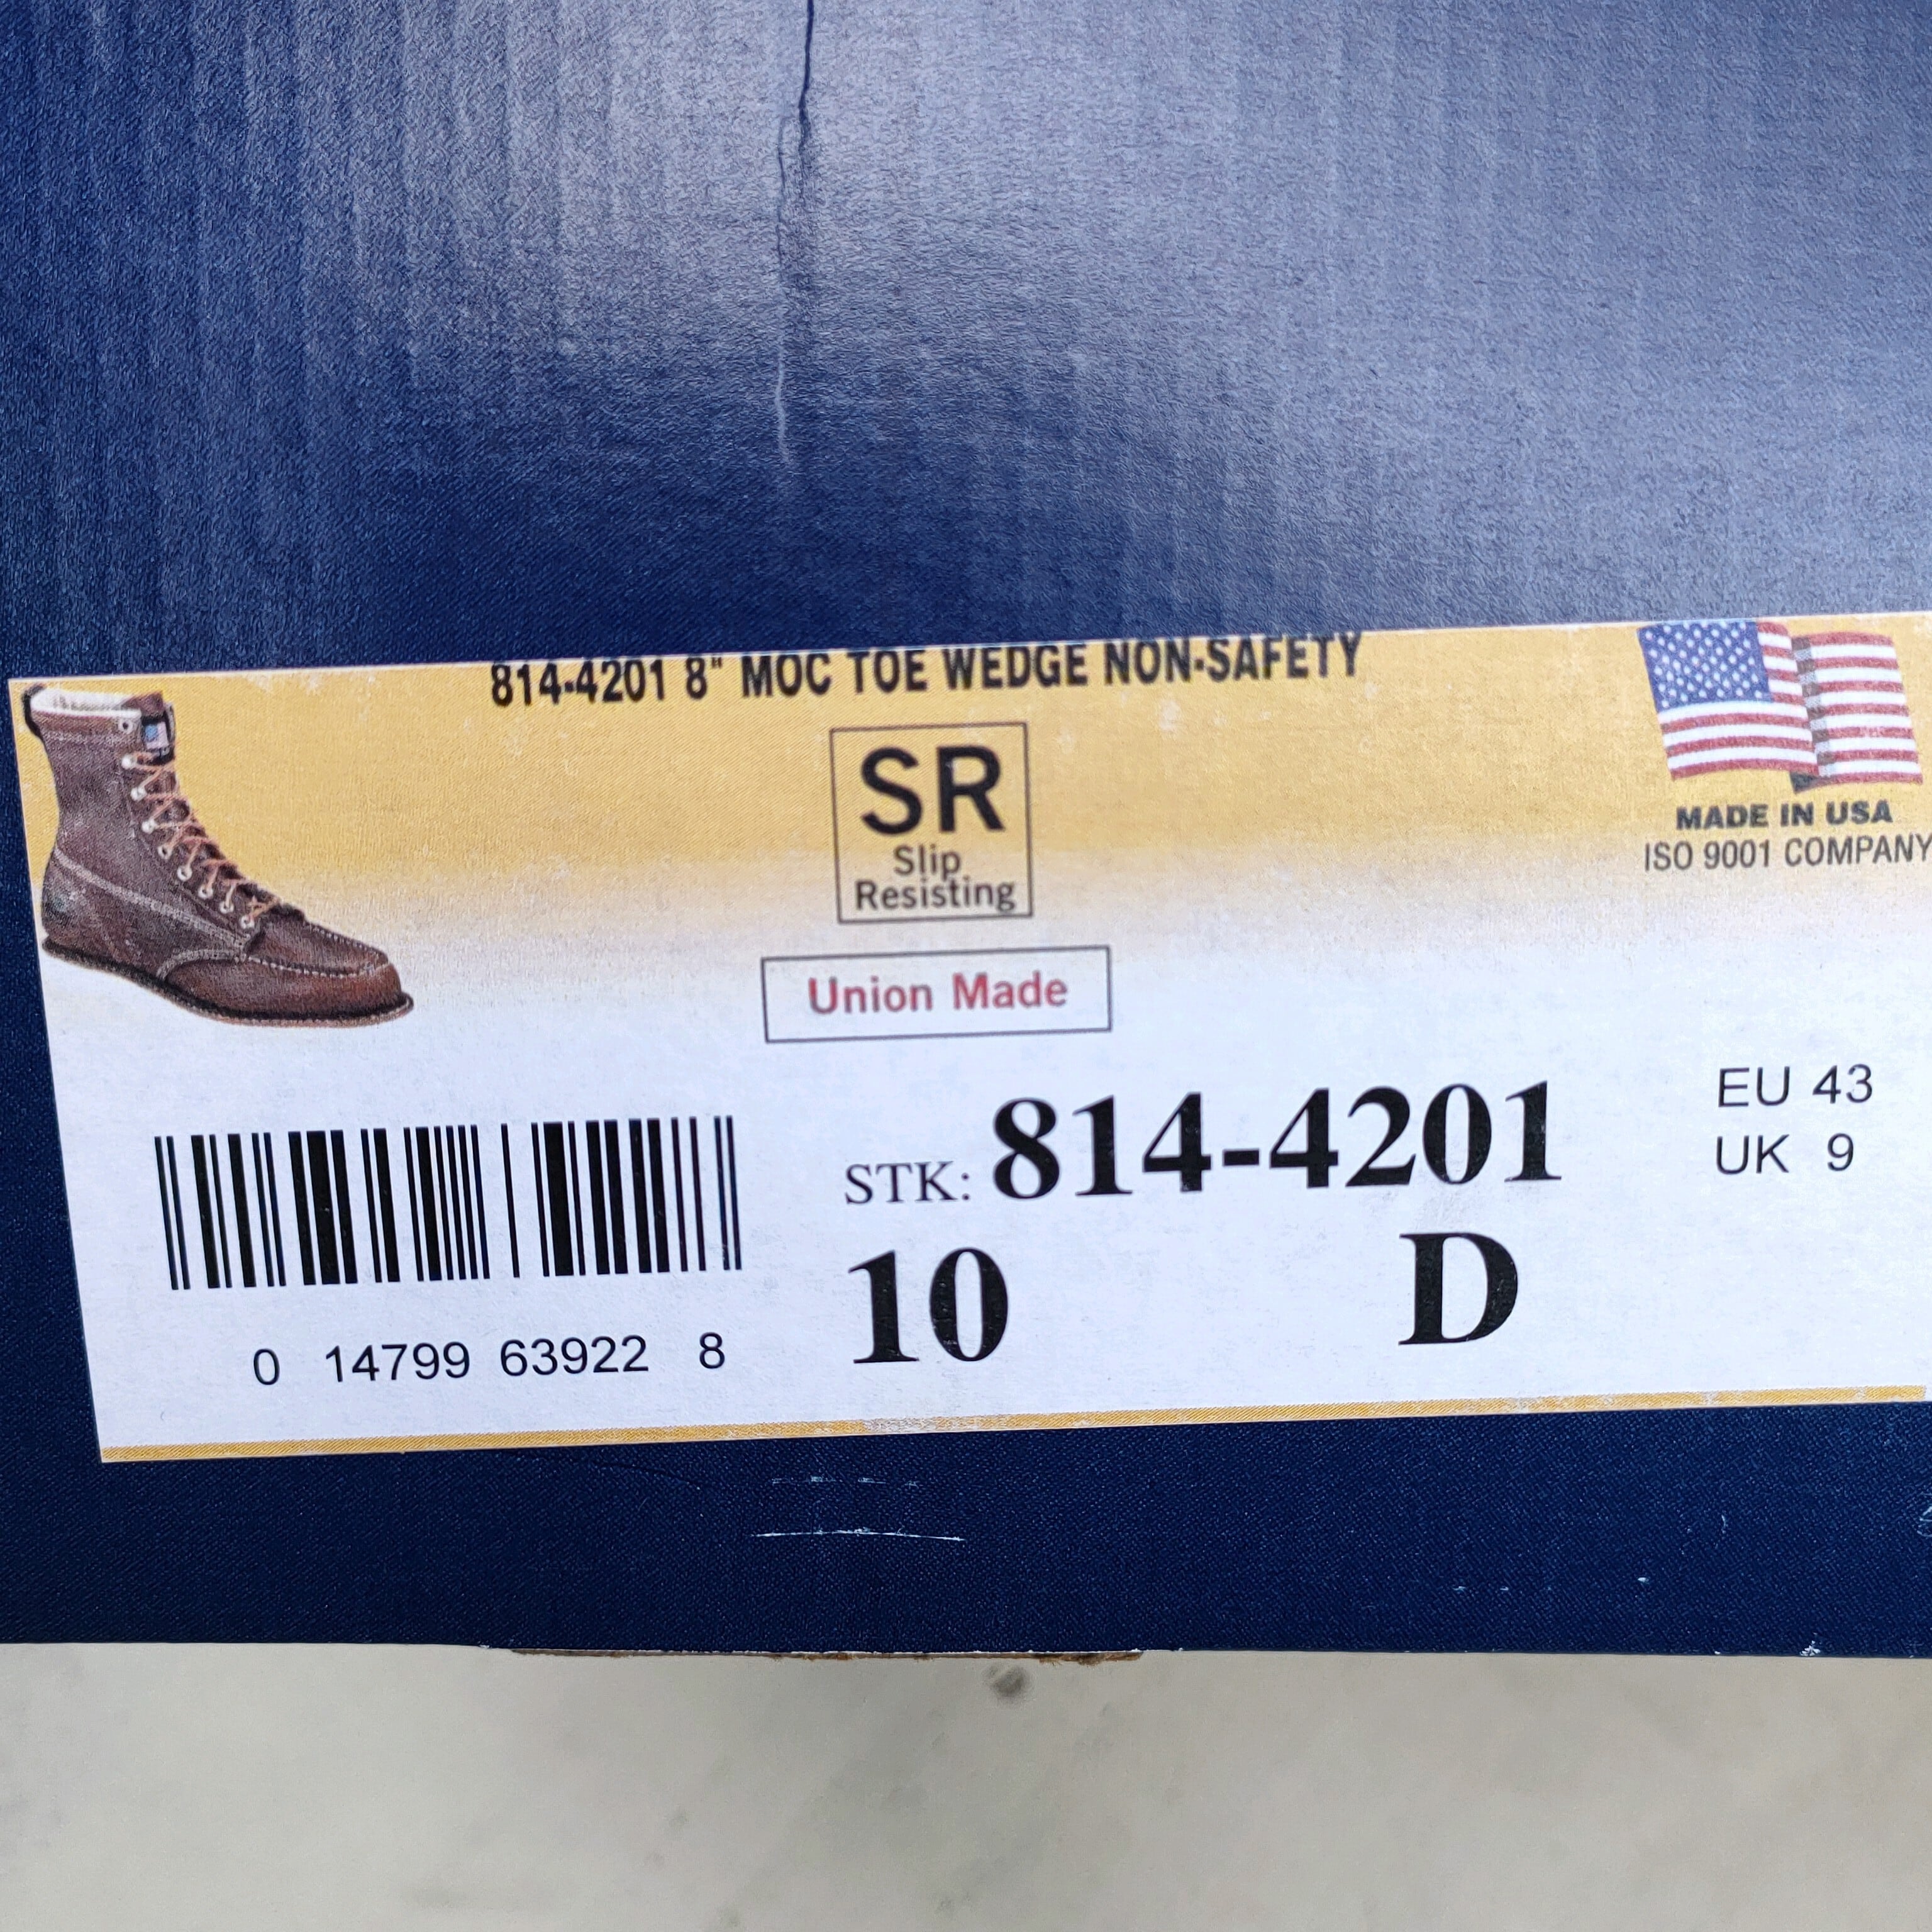 814-4201 8" MOC TOE WEDGE NON-SAFETY
SR
Slip
Resisting
MADE IN USA
ISO 9001 COMPANY
Union Made
STK: 814-4201
EU 43
UK 9
10 D
0 14799 63922 8